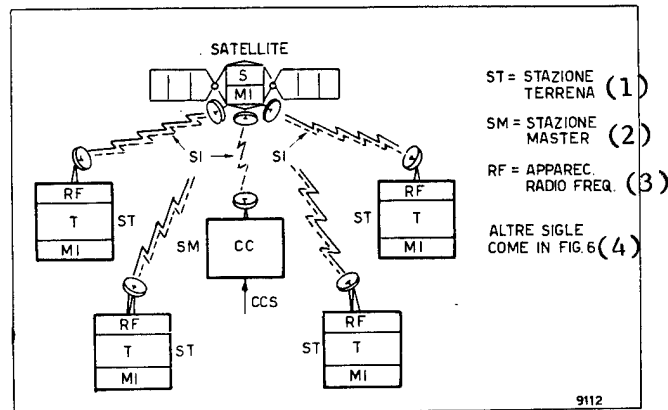 SATELLITE
S
MI
SI
SI
RF
T
MI
ST
SM
CC
CCS
RF
T
MI
ST
RF
T
MI
ST
RF
T
MI
ST
ST = STAZIONE
TERRENA (1)
SM = STAZIONE
MASTER (2)
RF = APPAREC.
RADIO FREQ. (3)
ALTRE SIGLE
COME IN FIG.6 (4)
9112